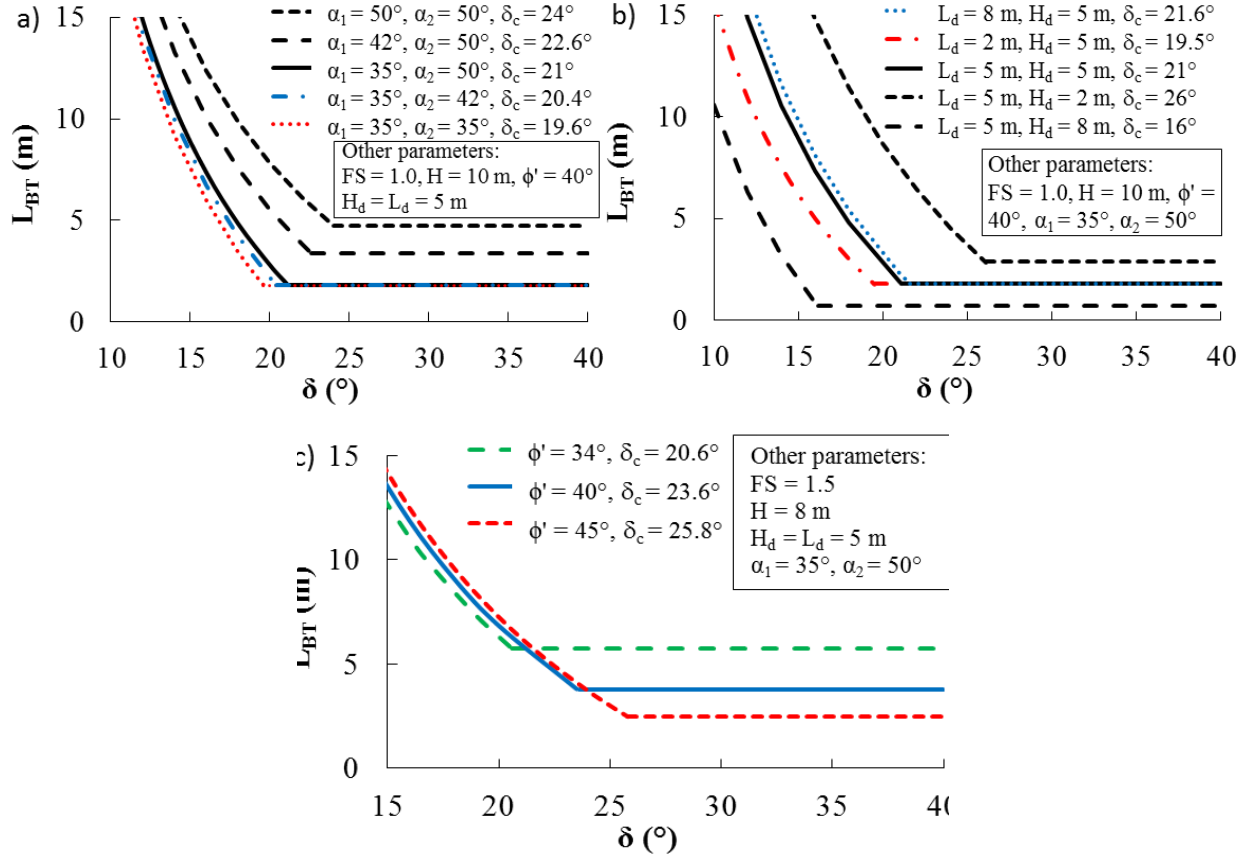 a)
α₁ = 50°, α₂ = 50°, δc = 24°
α₁ = 42°, α₂ = 50°, δc = 22.6°
α₁ = 35°, α₂ = 50°, δc = 21°
α₁ = 35°, α₂ = 42°, δc = 20.4°
α₁ = 35°, α₂ = 35°, δc = 19.6°
Other parameters:
FS = 1.0, H = 10 m, ϕ' = 40°
Hd = Ld = 5 m
LBT (m)
15
10
5
0
10 15 20 25 30 35 40
δ (°)
b)
Ld = 8 m, Hd = 5 m, δc = 21.6°
Ld = 2 m, Hd = 5 m, δc = 19.5°
Ld = 5 m, Hd = 5 m, δc = 21°
Ld = 5 m, Hd = 2 m, δc = 26°
Ld = 5 m, Hd = 8 m, δc = 16°
Other parameters:
FS = 1.0, H = 10 m, ϕ' =
40°, α₁ = 35°, α₂ = 50°
LBT (m)
15
10
5
0
10 15 20 25 30 35 40
δ (°)
c)
ϕ' = 34°, δc = 20.6°
ϕ' = 40°, δc = 23.6°
ϕ' = 45°, δc = 25.8°
Other parameters:
FS = 1.5
H = 8 m
Hd = Ld = 5 m
α₁ = 35°, α₂ = 50°
LBT (m)
15
10
5
0
15 20 25 30 35 40
δ (°)